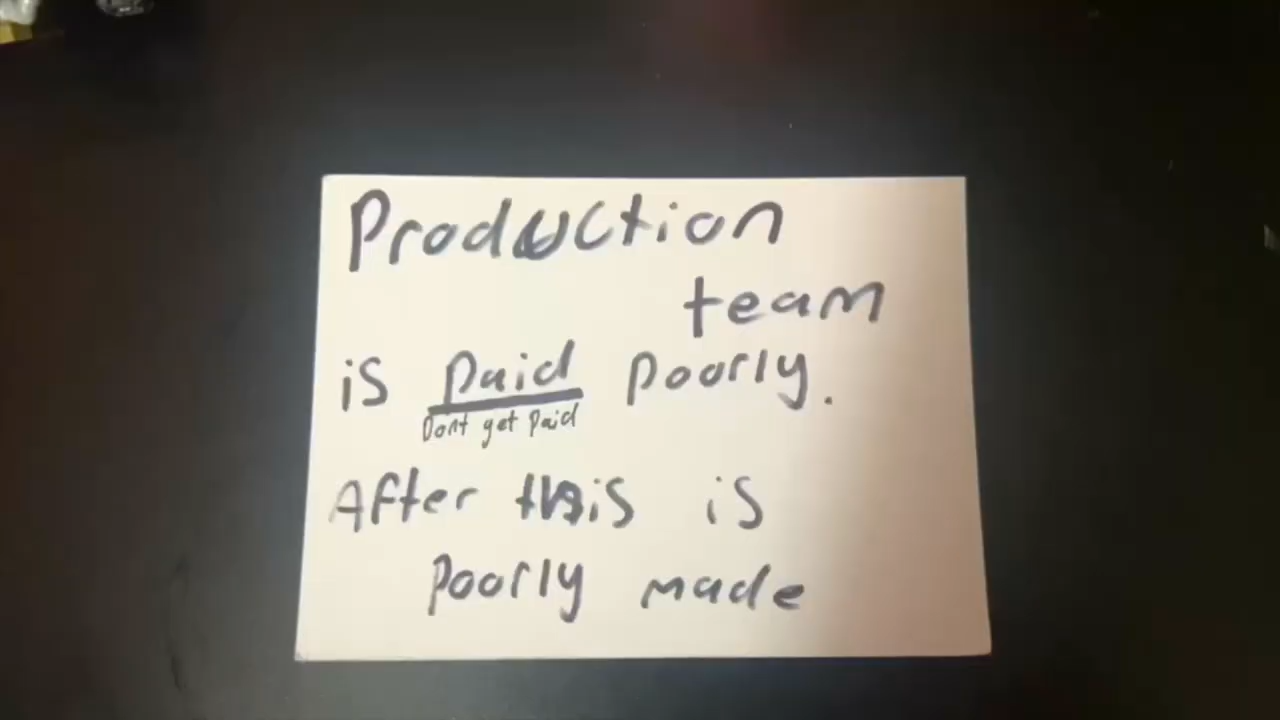 Production
team
is paid poorly.
Dont get paid
After this is
poorly made